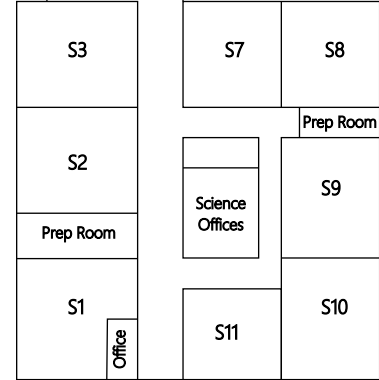 S3
S7
S8
Prep Room
S2
S9
Science
Offices
Prep Room
S1
S10
S11
Office